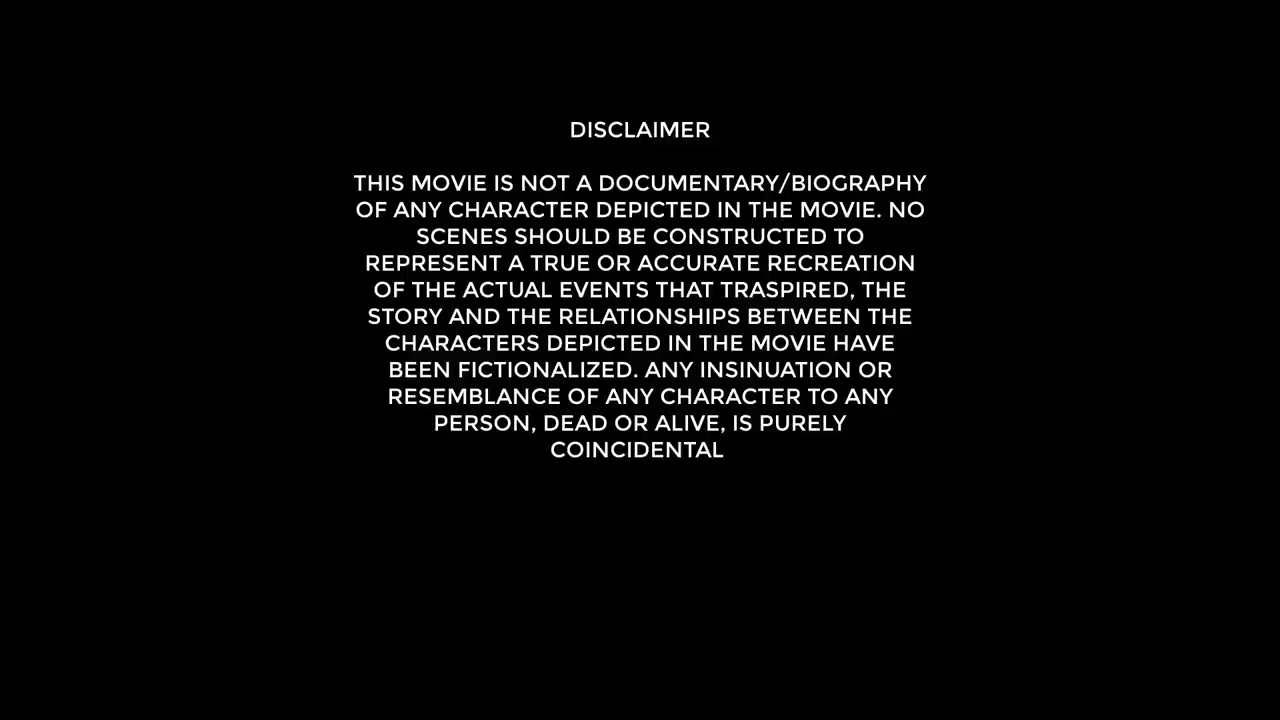 DISCLAIMER
THIS MOVIE IS NOT A DOCUMENTARY/BIOGRAPHY
OF ANY CHARACTER DEPICTED IN THE MOVIE. NO
SCENES SHOULD BE CONSTRUCTED TO
REPRESENT A TRUE OR ACCURATE RECREATION
OF THE ACTUAL EVENTS THAT TRASPIRED, THE
STORY AND THE RELATIONSHIPS BETWEEN THE
CHARACTERS DEPICTED IN THE MOVIE HAVE
BEEN FICTIONALIZED. ANY INSINUATION OR
RESEMBLANCE OF ANY CHARACTER TO ANY
PERSON, DEAD OR ALIVE, IS PURELY
COINCIDENTAL